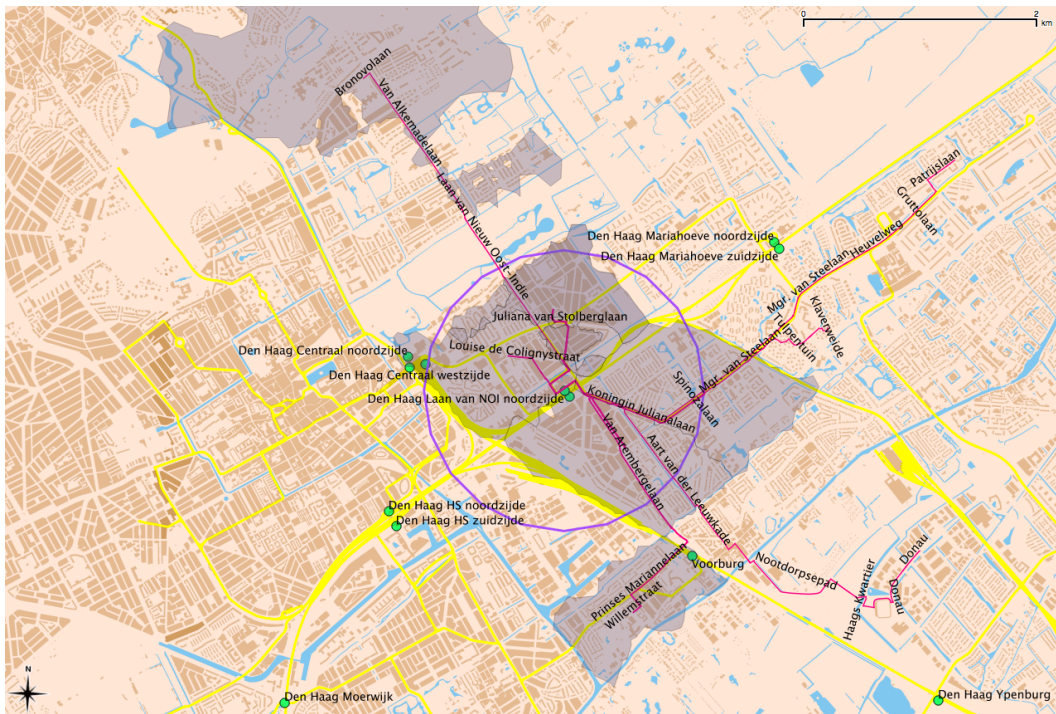 0 2
km
Bronovolaan
Van Alkemadelaan
Laan van Nieuw Oost-Indie
Patrijslaan
Gruttolaan
Heuvelweg
Den Haag Mariahoeve noordzijde
Den Haag Mariahoeve zuidzijde
Mgr. van Steelaan
Klaverweide
Tulpentuin
Juliana van Stolberglaan
Louise de Colignystraat
Den Haag Centraal noordzijde
Den Haag Centraal westzijde
Mgr. van Steelaan
Spinozalaan
Den Haag Laan van NOI noordzijde
Koningin Julianalaan
Van Arembergelaan
Aart van der Leeuwkade
Den Haag HS noordzijde
Den Haag HS zuidzijde
Voorburg
Nootdorpsepad
Donau
Donau
Haags Kwartier
Prinses Mariannelaan
Willemstraat
N
Den Haag Moerwijk
Den Haag Ypenburg